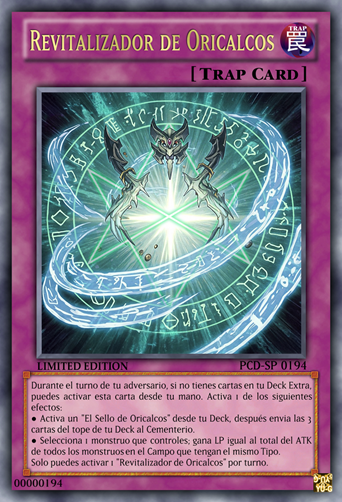 REVITALIZADOR DE ORICALCOS
TRAP
罠
[TRAP CARD]
LIMITED EDITION
PCD-SP 0194
Durante el turno de tu adversario, si no tienes cartas en tu Deck Extra,
puedes activar esta carta desde tu mano. Activa 1 de los siguientes
efectos:
● Activa un "El Sello de Oricalcos" desde tu Deck, después envia las 3
cartas del tope de tu Deck al Cementerio.
● Selecciona 1 monstruo que controles; gana LP igual al total del ATK
de todos los monstruos en el Campo que tengan el mismo Tipo.
Solo puedes activar 1 "Revitalizador de Oricalcos" por turno.
00000194